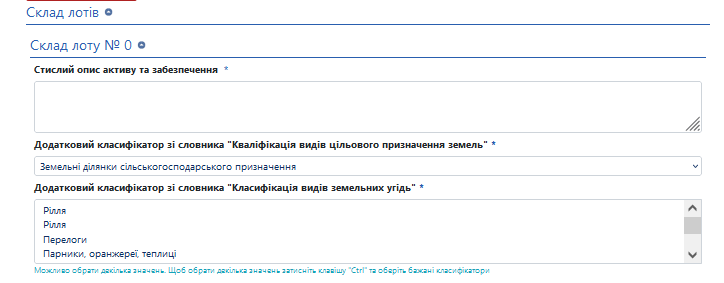 Склад лотів
Склад лоту № 0
Стислий опис активу та забезпечення *
Додатковий класифікатор зі словника "Кваліфікація видів цільового призначення земель" *
Земельні ділянки сільськогосподарського призначення
Додатковий класифікатор зі словника "Класифікація видів земельних угідь" *
Рілля
Рілля
Перелоги
Парники, оранжереї, теплиці
Можливо обрати декілька значень. Щоб обрати декілька значень затисніть клавішу "Ctrl" та оберіть бажані класифікатори